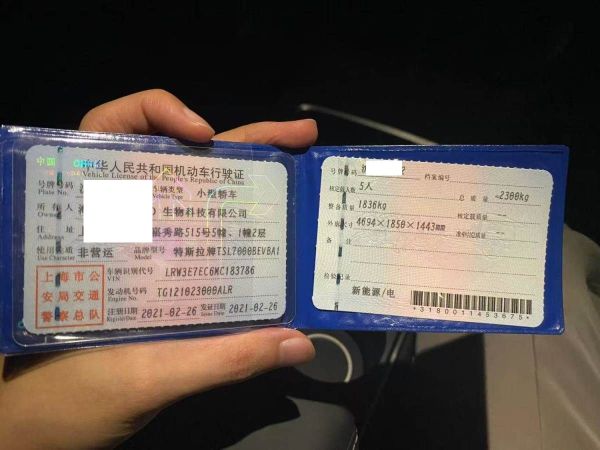 中华人民共和国机动车行驶证
Vehicle License of the People's Republic of China
号牌号码
Plate No.
车辆类型
小型轿车
所有人
Owner
生物科技有限公司
住址
Address
秀路515号5幢、1幢2层
使用性质
Use Character
非营运
品牌型号
Model
特斯拉牌TSL7000BEVBA1
上海市公
安局交通
警察总队
车辆识别代号
VIN
LRW3E7EC6MC183786
发动机号码
Engine No.
TG121023000ALR
注册日期
Register Date
2021-02-26
发证日期
Issue Date
2021-02-26
号牌号码
档案编号
核定载人数
5人
总质量
2300kg
整备质量
1836kg
核定载质量
--
外廓尺寸
4694×1850×1443mm
准牵引总质量
--
备注
检验记录
新能源/电
*3180011453675*